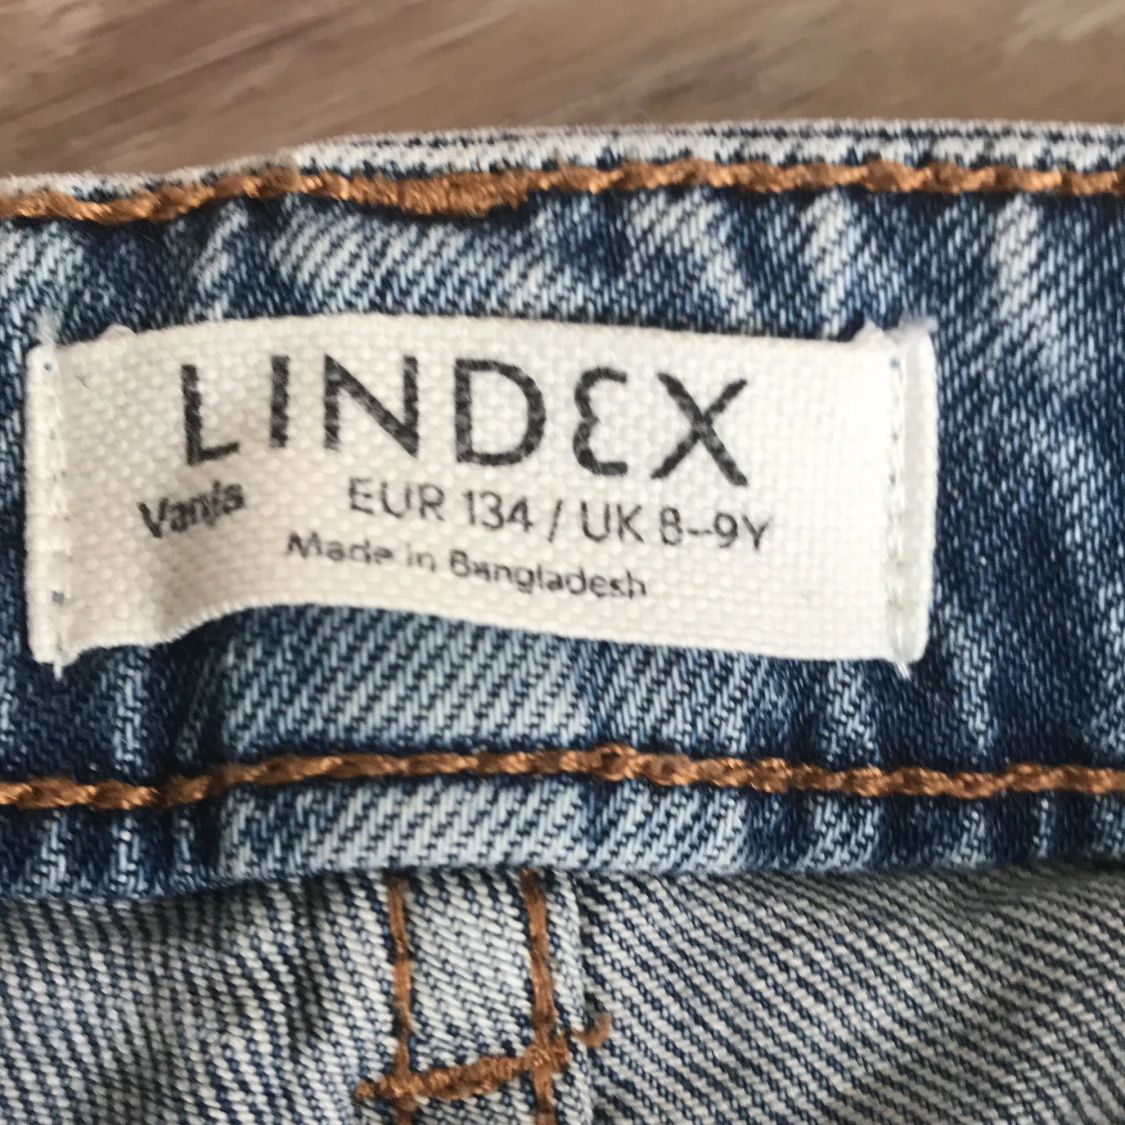 LINDEX
Vanja EUR 134 / UK 8–9Y
Made in Bangladesh